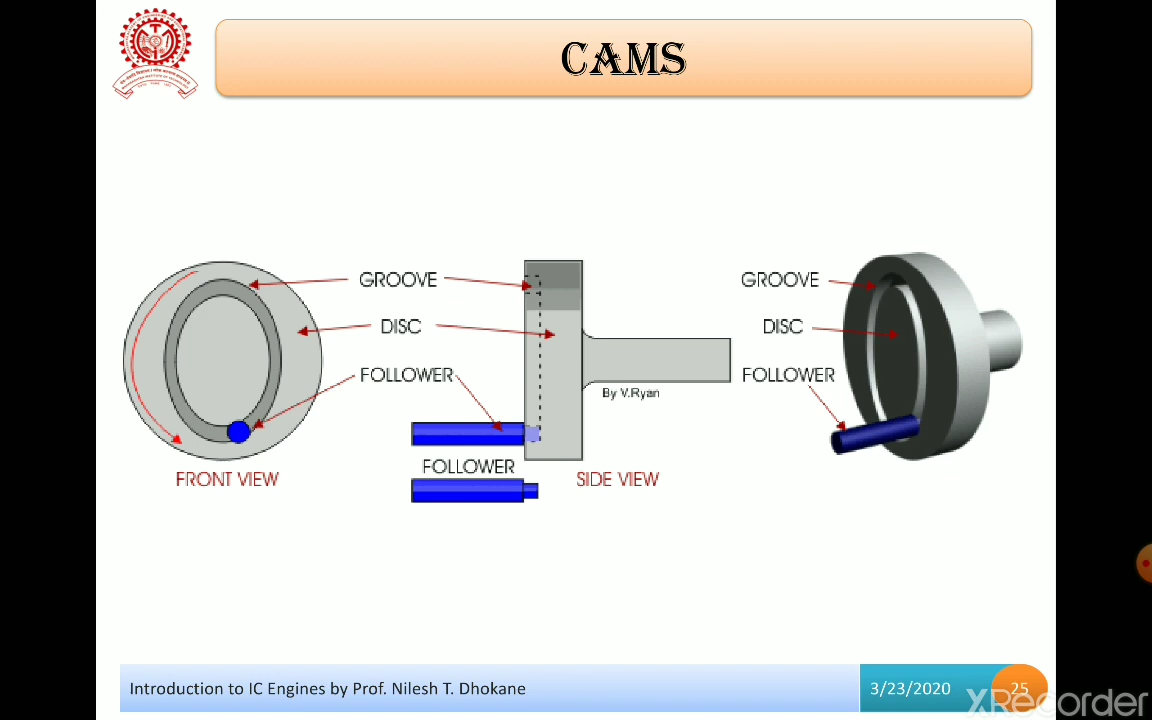 CAMS
GROOVE
DISC
FOLLOWER
FRONT VIEW
FOLLOWER
By V.Ryan
SIDE VIEW
GROOVE
DISC
FOLLOWER
Introduction to IC Engines by Prof. Nilesh T. Dhokane
3/23/2020
25
XRecorder